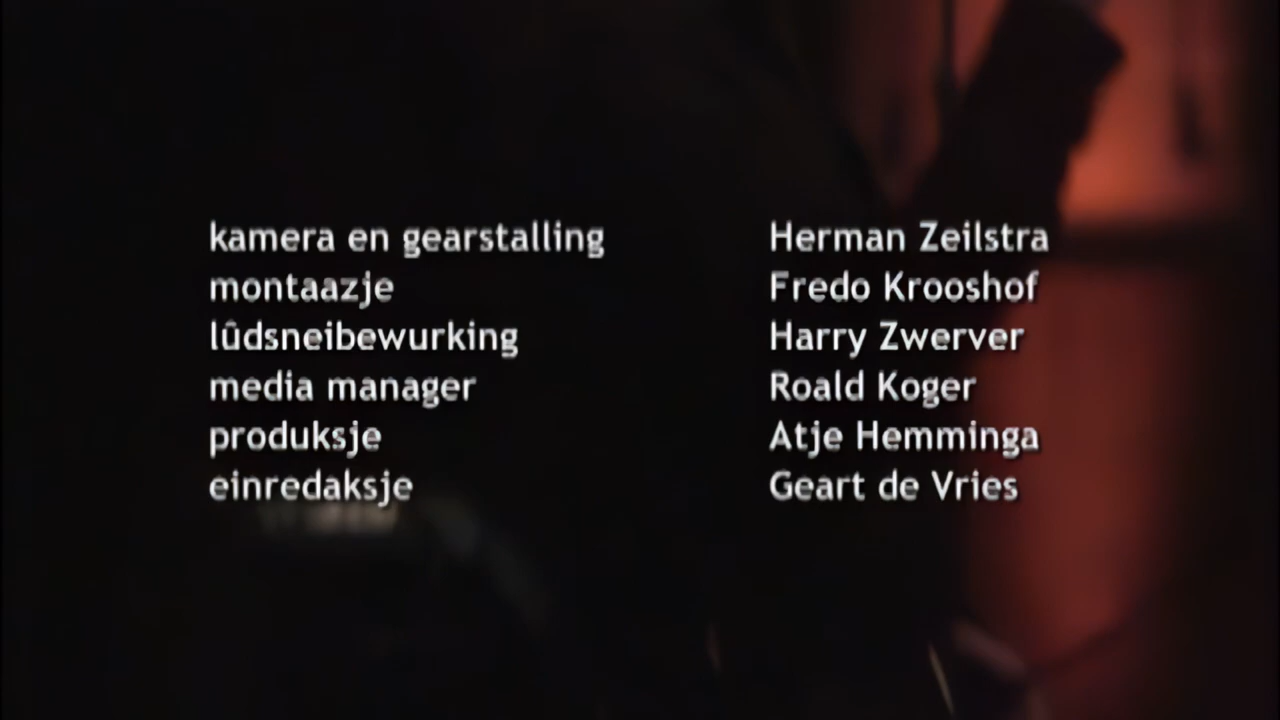 kamera en gearstalling Herman Zeilstra
montaazje Fredo Krooshof
lûdsneibewurking Harry Zwerver
media manager Roald Koger
produksje Atje Hemminga
einredaksje Geart de Vries